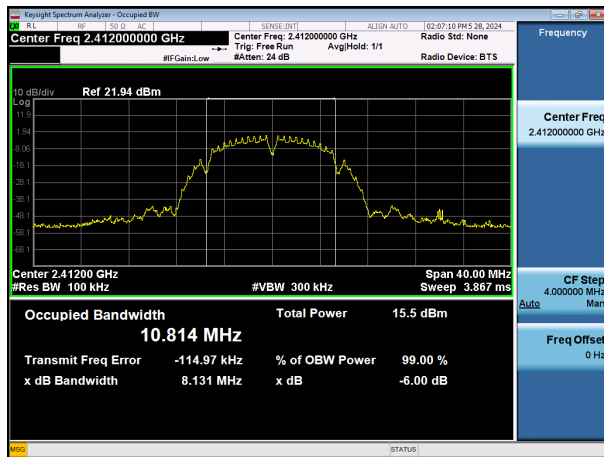 Keysight Spectrum Analyzer - Occupied BW
LXI RL RF 50 Ω AC SENSE:INT ALIGN AUTO 02:07:10 PM 5 28, 2024
Center Freq 2.412000000 GHz Center Freq: 2.412000000 GHz Radio Std: None
Trig: Free Run Avg|Hold: 1/1
#IFGain:Low #Atten: 24 dB Radio Device: BTS
Frequency
10 dB/div Ref 21.94 dBm
Log
11.9
1.94
-8.06
-18.1
-28.1
-38.1
-48.1
-58.1
-68.1
Center 2.41200 GHz Span 40.00 MHz
#Res BW 100 kHz #VBW 300 kHz Sweep 3.867 ms
Occupied Bandwidth Total Power 15.5 dBm
10.814 MHz
Transmit Freq Error -114.97 kHz % of OBW Power 99.00 %
x dB Bandwidth 8.131 MHz x dB -6.00 dB
Center Freq
2.412000000 GHz
CF Step
4.000000 MHz
Auto Man
Freq Offset
0 Hz
MSG STATUS